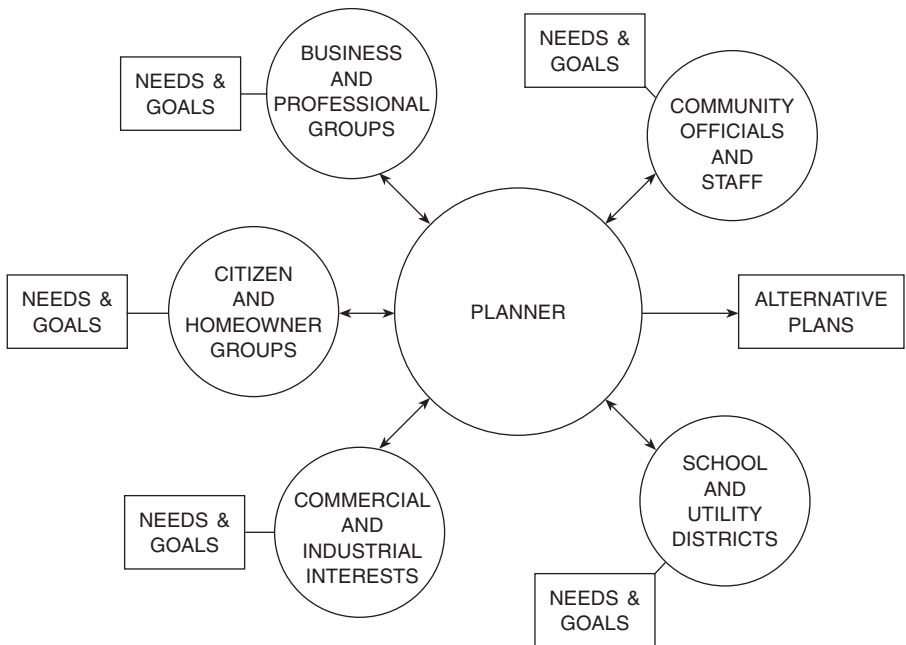 NEEDS &
GOALS
BUSINESS
AND
PROFESSIONAL
GROUPS
NEEDS &
GOALS
COMMUNITY
OFFICIALS
AND
STAFF
NEEDS &
GOALS
CITIZEN
AND
HOMEOWNER
GROUPS
PLANNER
ALTERNATIVE
PLANS
NEEDS &
GOALS
COMMERCIAL
AND
INDUSTRIAL
INTERESTS
SCHOOL
AND
UTILITY
DISTRICTS
NEEDS &
GOALS